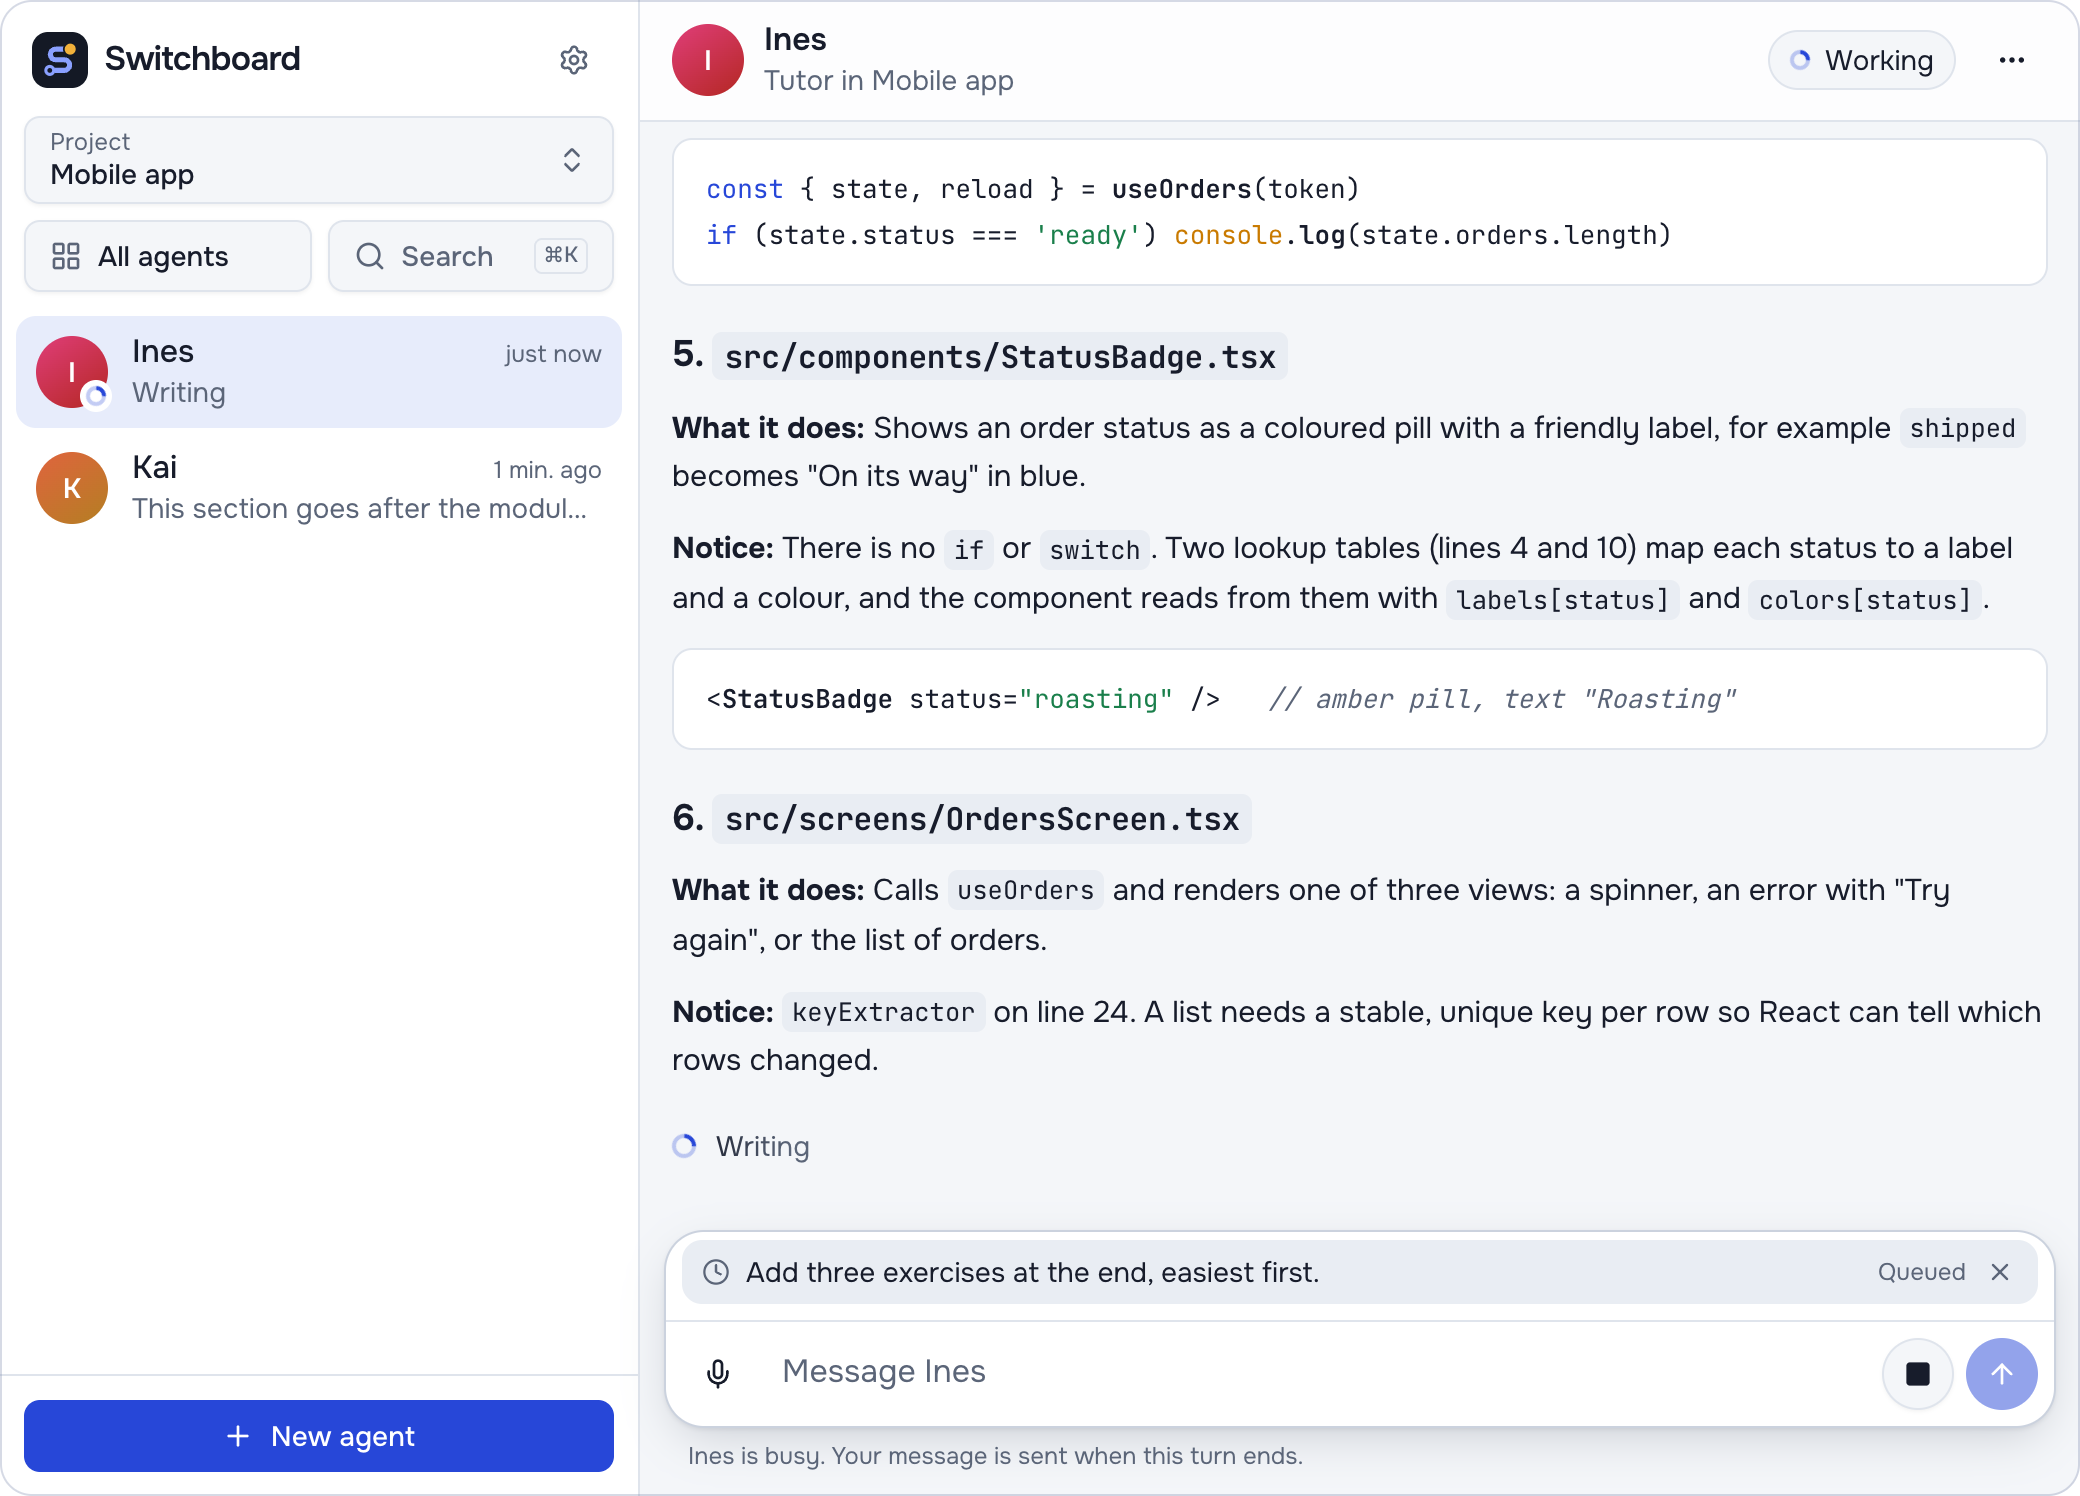 Switchboard
Project
Mobile app
All agents
Search ⌘K
I
Ines
just now
Writing
K
Kai
1 min. ago
This section goes after the modul...
New agent
I
Ines
Tutor in Mobile app
Working
const { state, reload } = useOrders(token)
if (state.status === 'ready') console.log(state.orders.length)
5. src/components/StatusBadge.tsx
What it does: Shows an order status as a coloured pill with a friendly label, for example shipped
becomes "On its way" in blue.
Notice: There is no if or switch. Two lookup tables (lines 4 and 10) map each status to a label
and a colour, and the component reads from them with labels[status] and colors[status].
<StatusBadge status="roasting" /> // amber pill, text "Roasting"
6. src/screens/OrdersScreen.tsx
What it does: Calls useOrders and renders one of three views: a spinner, an error with "Try
again", or the list of orders.
Notice: keyExtractor on line 24. A list needs a stable, unique key per row so React can tell which
rows changed.
Writing
Add three exercises at the end, easiest first.
Queued
Message Ines
Ines is busy. Your message is sent when this turn ends.